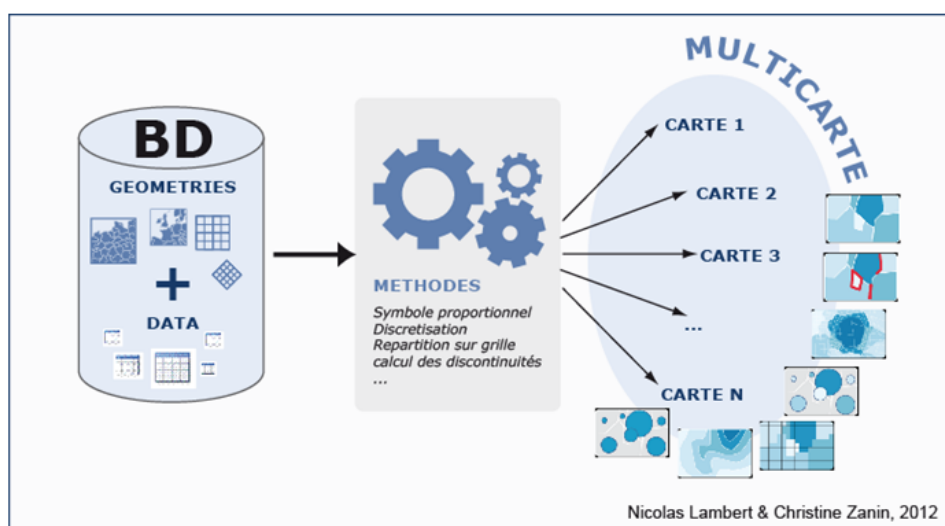 BD
GEOMETRIES
DATA
METHODES
Symbole proportionnel
Discretisation
Repartition sur grille
calcul des discontinuités
...
MULTICARTE
CARTE 1
CARTE 2
CARTE 3
...
CARTE N
Nicolas Lambert & Christine Zanin, 2012